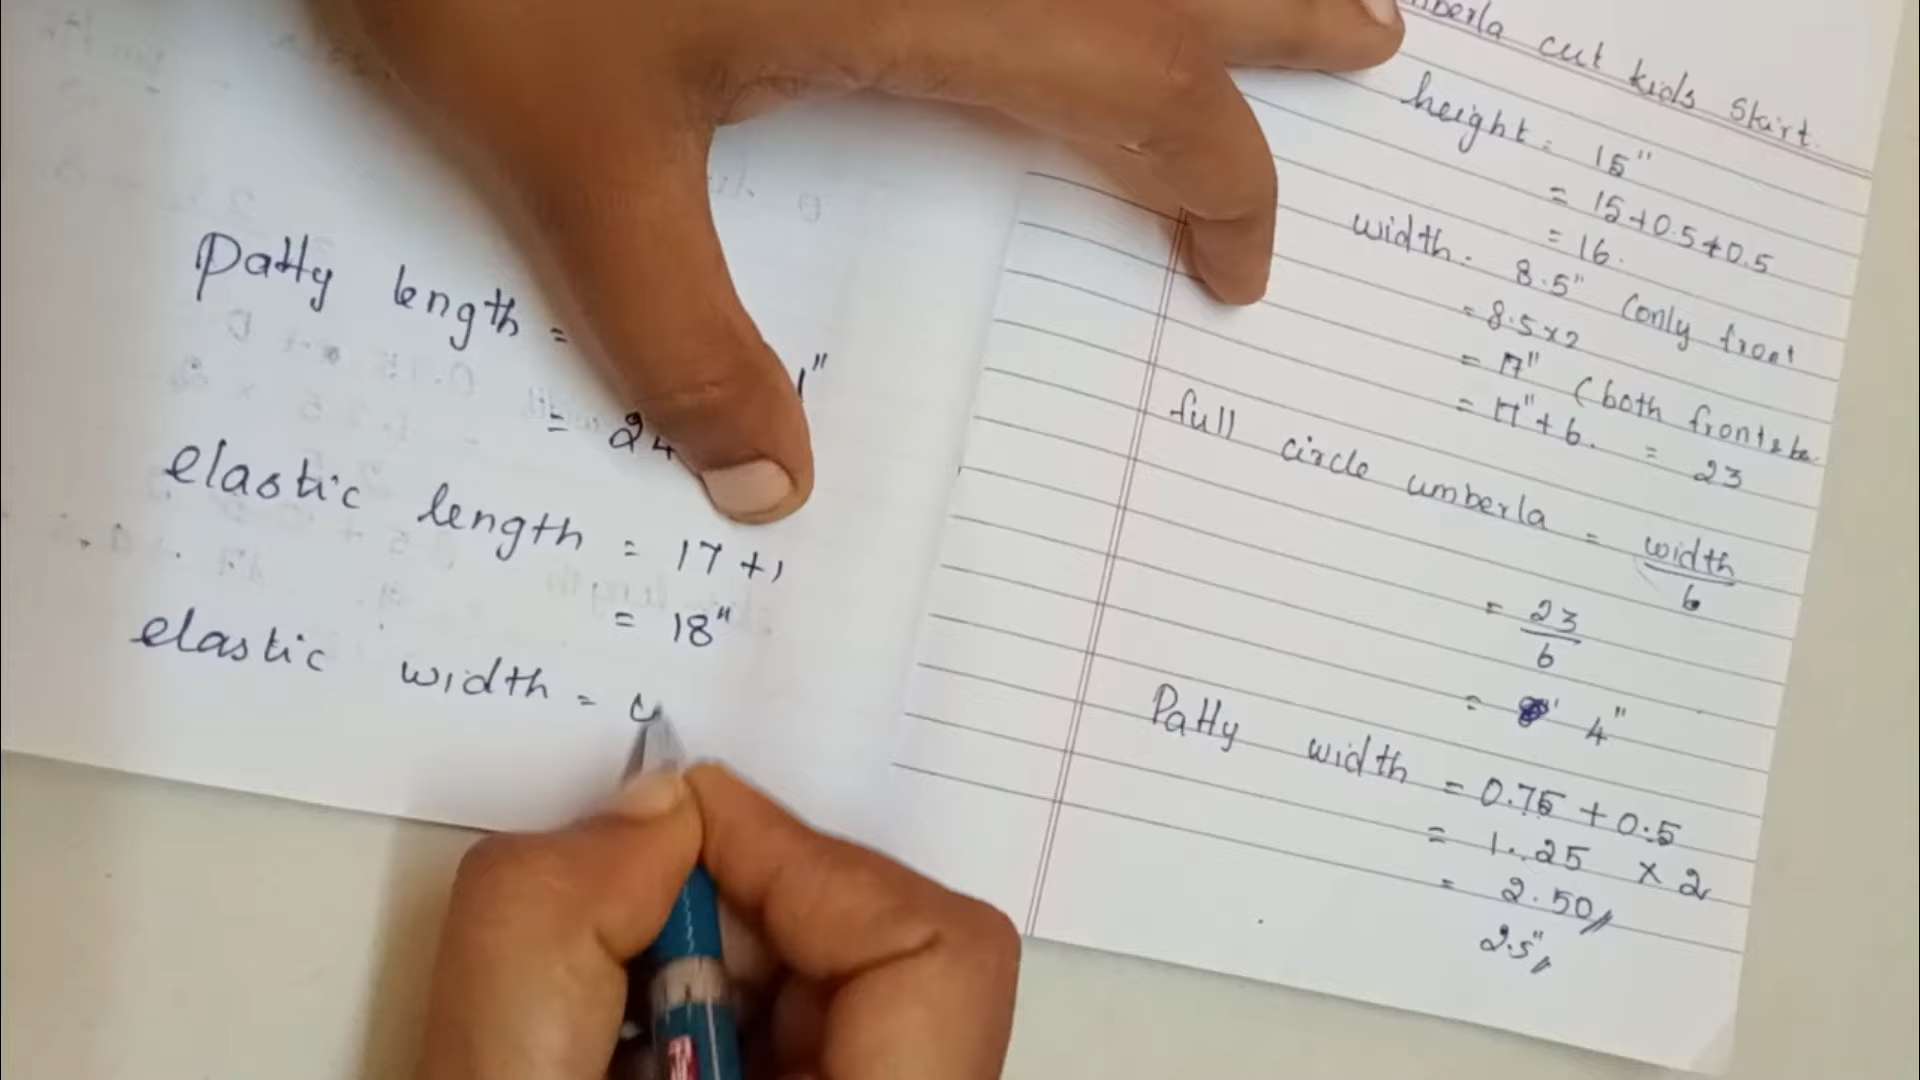 Patty length =
1"
= 24
elastic length = 17+1
= 18"
elastic width =
cut kids Skirt.
height = 15"
= 15+0.5+0.5
= 16.
width. 8.5" (only front
= 8.5x2
= 17" (both front&
= 17"+6. = 23
full circle umberla = width/6
= 23/6
= 4"
Patty width = 0.75+0.5
= 1.25 x 2
= 2.50
2.5"